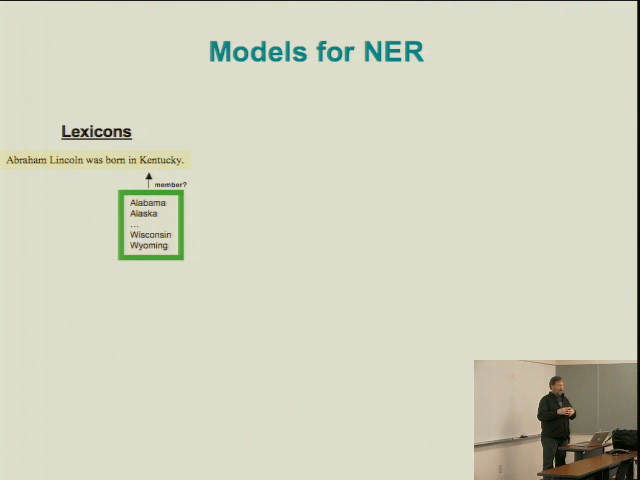 Models for NER
Lexicons
Abraham Lincoln was born in Kentucky.
member?
Alabama
Alaska
...
Wisconsin
Wyoming